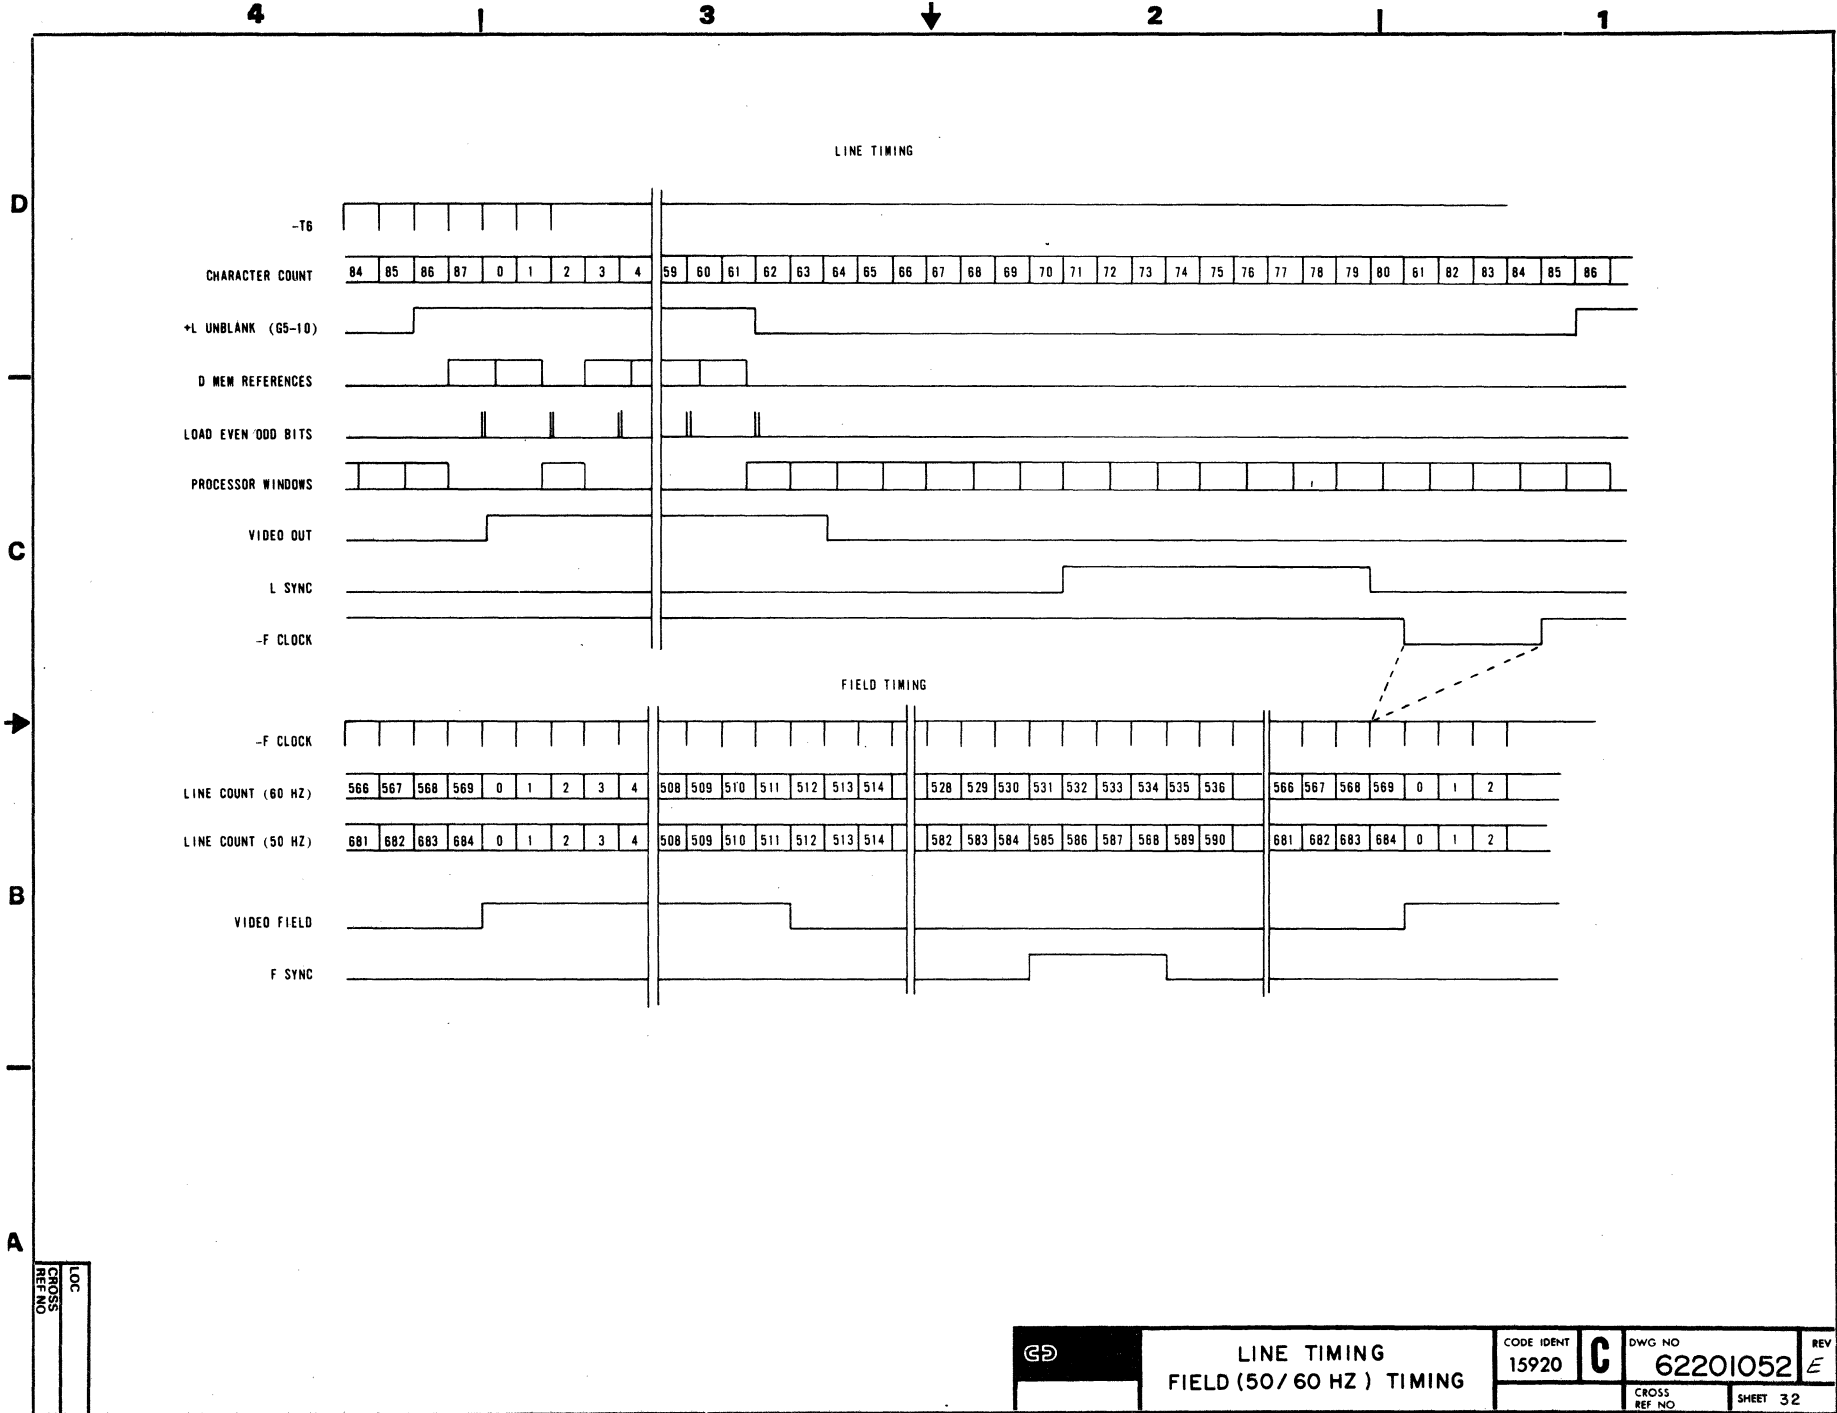 4 3 2 1
LINE TIMING
D
-T6
CHARACTER COUNT 84 85 86 87 0 1 2 3 4 59 60 61 62 63 64 65 66 67 68 69 70 71 72 73 74 75 76 77 78 79 80 81 82 83 84 85 86
+L UNBLANK (G5-10)
D MEM REFERENCES
LOAD EVEN ODD BITS
PROCESSOR WINDOWS
VIDEO OUT
C
L SYNC
-F CLOCK
FIELD TIMING
-F CLOCK
LINE COUNT (60 HZ) 566 567 568 569 0 1 2 3 4 508 509 510 511 512 513 514 528 529 530 531 532 533 534 535 536 566 567 568 569 0 1 2
LINE COUNT (50 HZ) 681 682 683 684 0 1 2 3 4 508 509 510 511 512 513 514 582 583 584 585 586 587 568 589 590 681 682 683 684 0 1 2
B
VIDEO FIELD
F SYNC
A
LOC
CROSS
REF NO
LINE TIMING
FIELD (50/60 HZ) TIMING
CODE IDENT
15920
C
DWG NO
62201052
REV
E
CROSS
REF NO
SHEET 32